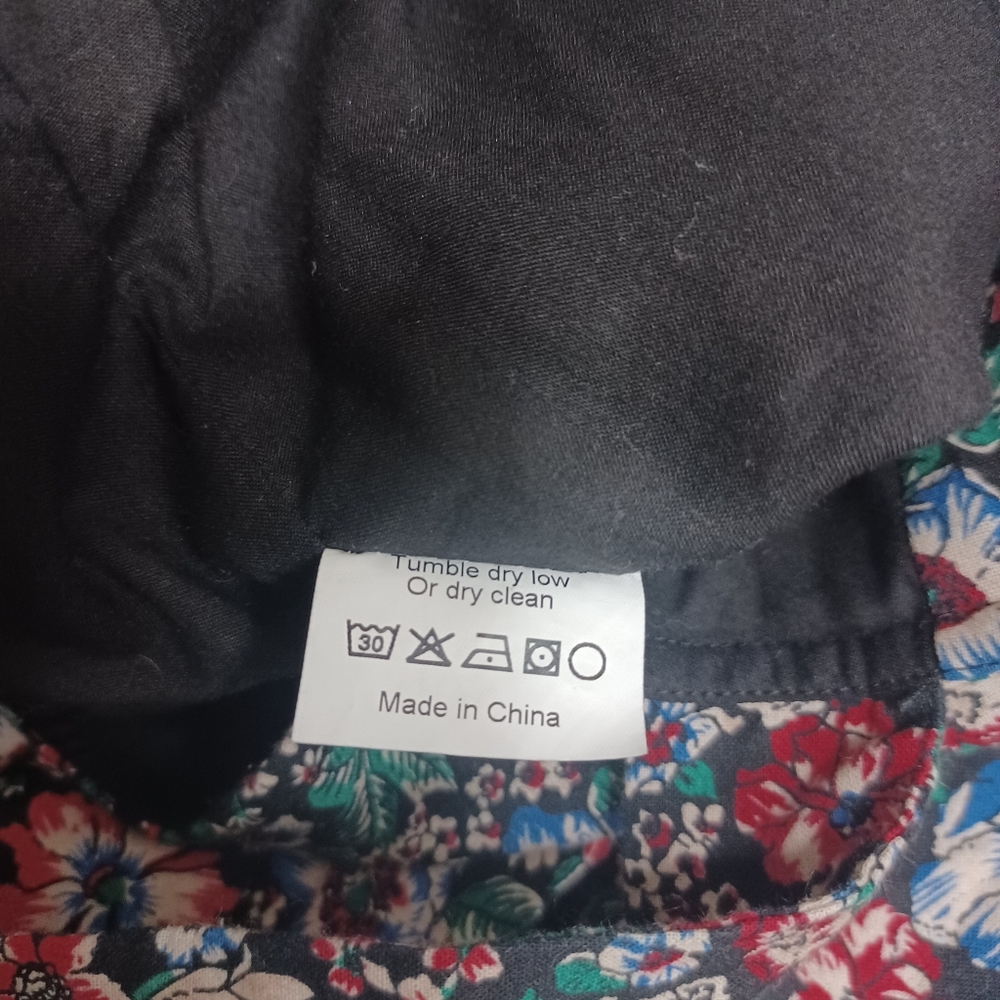 Tumble dry low
Or dry clean
30
Made in China